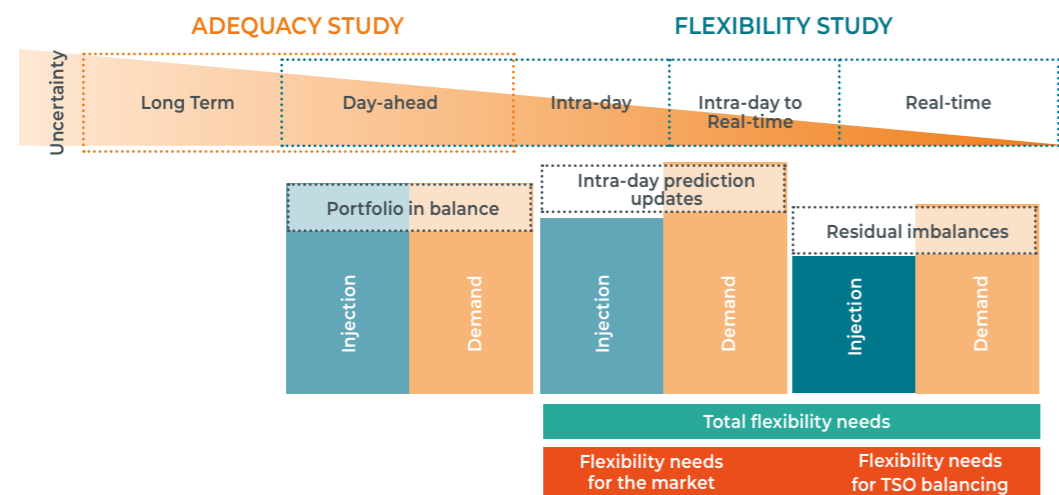 ADEQUACY STUDY
FLEXIBILITY STUDY
Uncertainty
Long Term
Day-ahead
Intra-day
Intra-day to
Real-time
Real-time
Portfolio in balance
Intra-day prediction
updates
Residual imbalances
Injection
Demand
Injection
Demand
Injection
Demand
Total flexibility needs
Flexibility needs
for the market
Flexibility needs
for TSO balancing